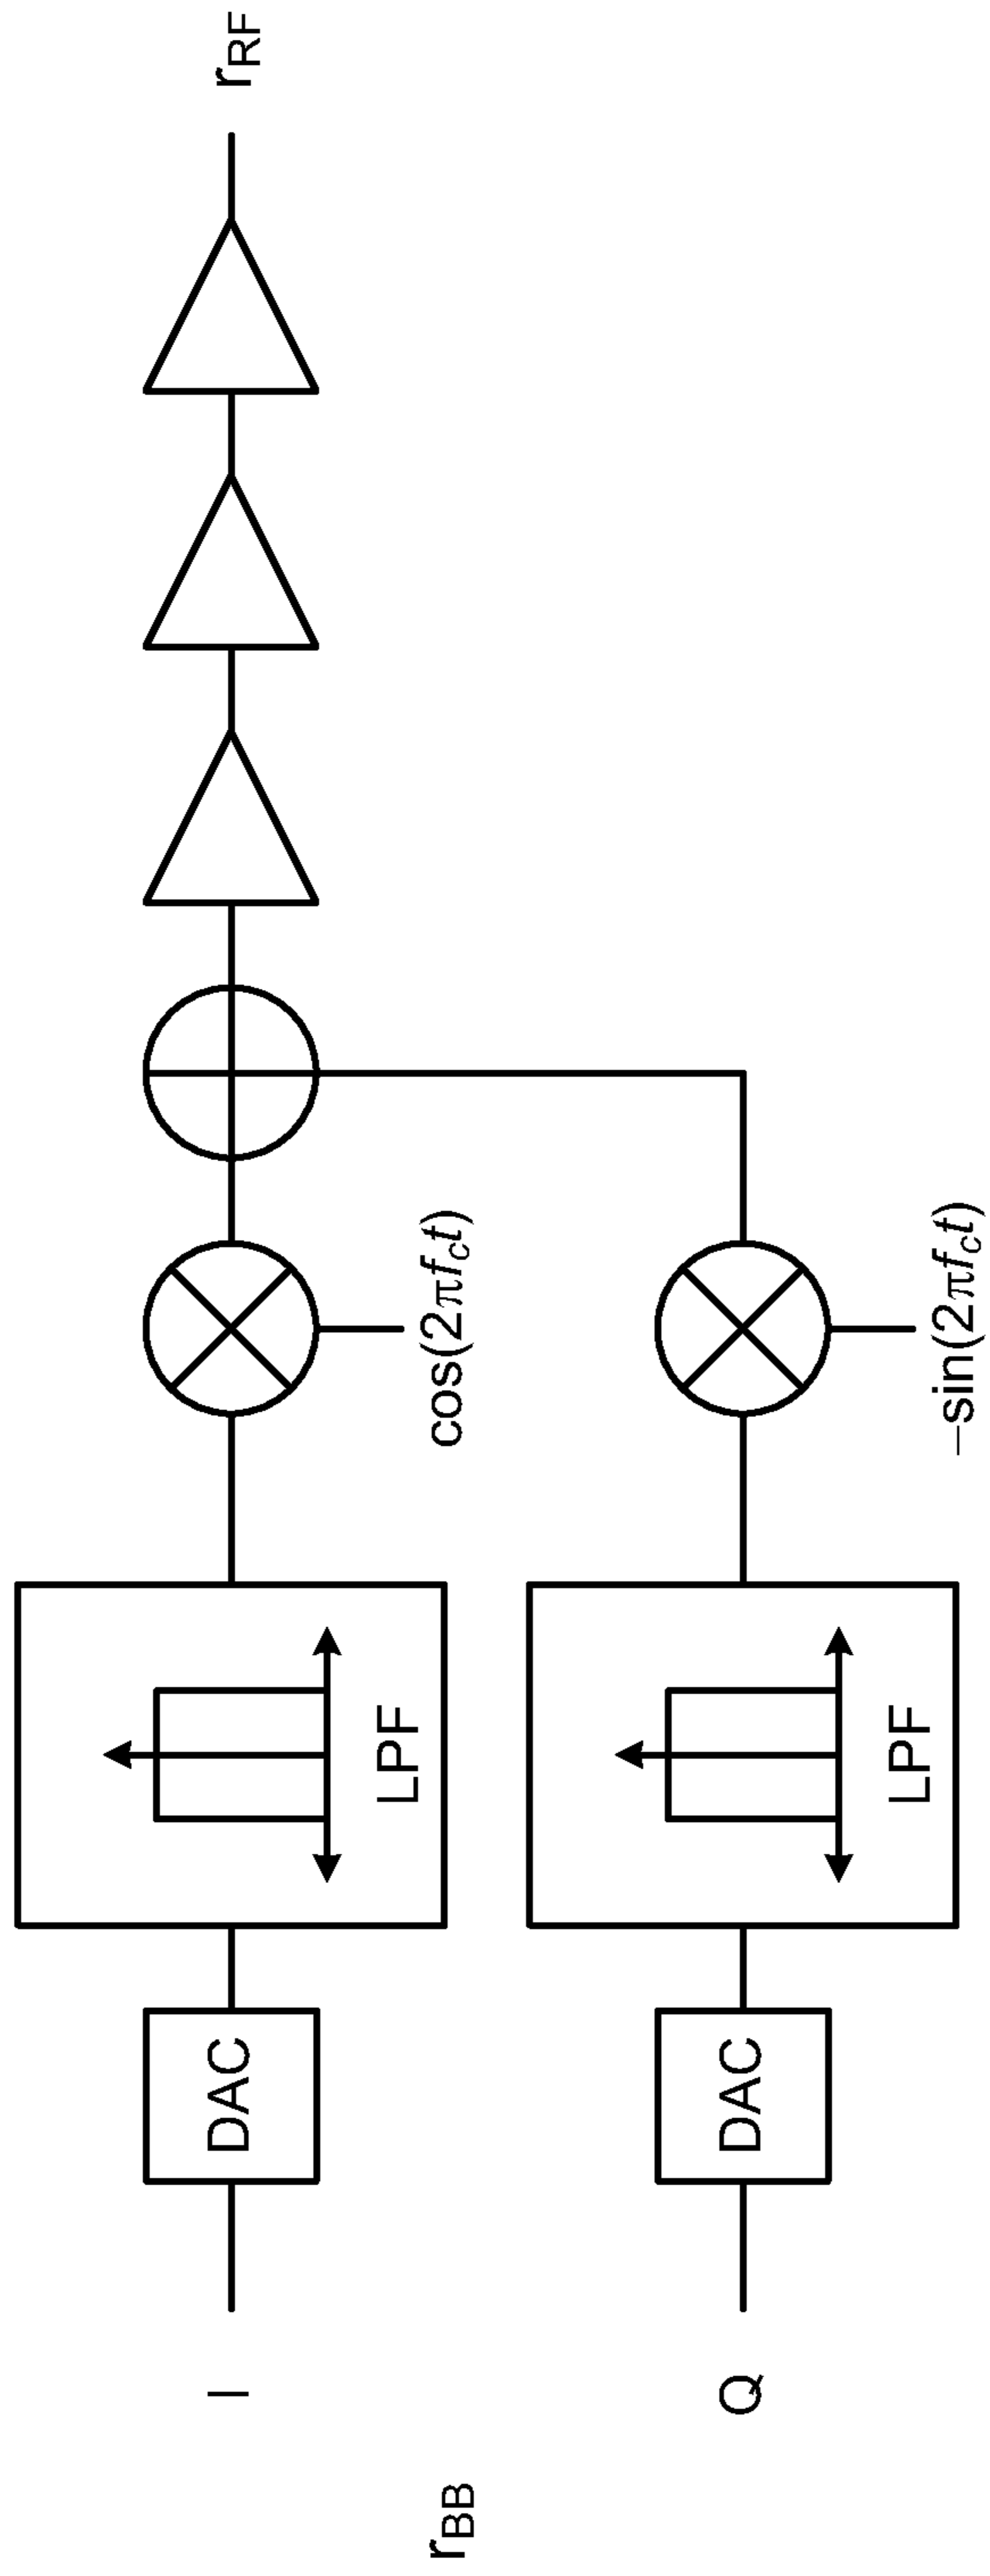 r_BB
I
DAC
LPF
cos(2πf_ct)
r_RF
Q
DAC
LPF
−sin(2πf_ct)